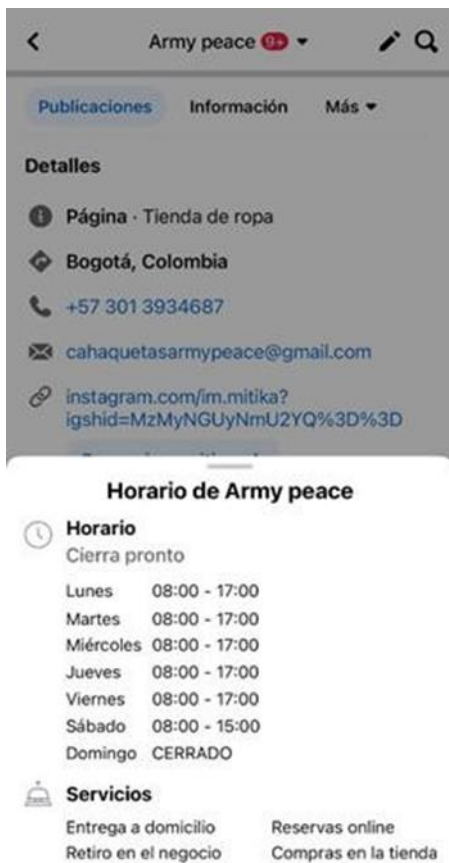 Army peace 9+
Publicaciones Información Más
Detalles
Página · Tienda de ropa
Bogotá, Colombia
+57 301 3934687
cahaquetasarmypeace@gmail.com
instagram.com/im.mitika?
igshid=MzMyNGUyNmU2YQ%3D%3D
Horario de Army peace
Horario
Cierra pronto
Lunes 08:00 - 17:00
Martes 08:00 - 17:00
Miércoles 08:00 - 17:00
Jueves 08:00 - 17:00
Viernes 08:00 - 17:00
Sábado 08:00 - 15:00
Domingo CERRADO
Servicios
Entrega a domicilio Reservas online
Retiro en el negocio Compras en la tienda